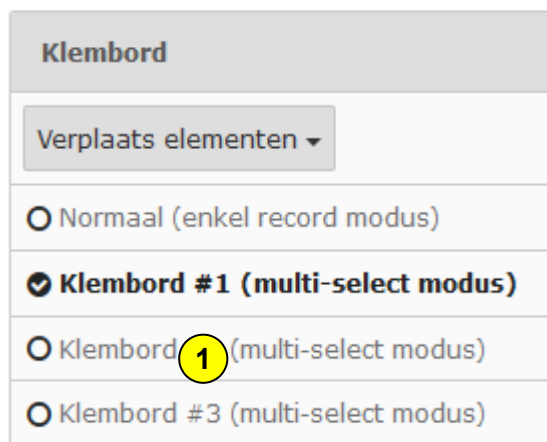 Klembord
Verplaats elementen
Normaal (enkel record modus)
Klembord #1 (multi-select modus)
Klembord 1 (multi-select modus)
Klembord #3 (multi-select modus)